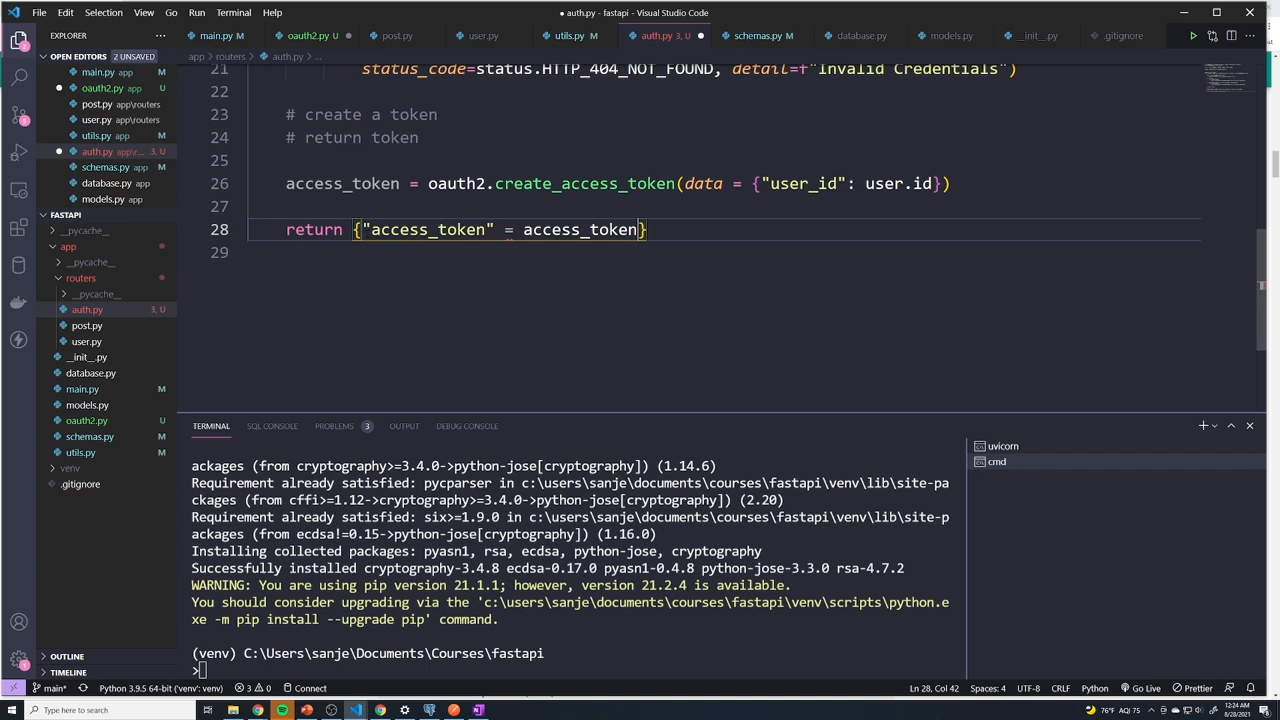 File Edit Selection View Go Run Terminal Help
● auth.py - fastapi - Visual Studio Code
EXPLORER
main.py M oauth2.py U post.py user.py utils.py M auth.py 3, U schemas.py M database.py models.py __init__.py .gitignore
app > routers > auth.py > ...
OPEN EDITORS 2 UNSAVED
main.py app M
oauth2.py app U
post.py app\routers
user.py app\routers
utils.py app M
auth.py app\r... 3, U
schemas.py app M
database.py app
models.py app
FASTAPI
__pycache__
app
__pycache__
routers
__pycache__
auth.py 3, U
post.py
user.py
__init__.py
database.py
main.py M
models.py
oauth2.py U
schemas.py M
utils.py M
venv
.gitignore
OUTLINE
TIMELINE
21 status_code=status.HTTP_404_NOT_FOUND, detail=f"Invalid Credentials")
22
23 # create a token
24 # return token
25
26 access_token = oauth2.create_access_token(data = {"user_id": user.id})
27
28 return {"access_token" = access_token}
29
TERMINAL SQL CONSOLE PROBLEMS 3 OUTPUT DEBUG CONSOLE
uvicorn
cmd
ackages (from cryptography>=3.4.0->python-jose[cryptography]) (1.14.6)
Requirement already satisfied: pycparser in c:\users\sanje\documents\courses\fastapi\venv\lib\site-pa
ckages (from cffi>=1.12->cryptography>=3.4.0->python-jose[cryptography]) (2.20)
Requirement already satisfied: six>=1.9.0 in c:\users\sanje\documents\courses\fastapi\venv\lib\site-p
ackages (from ecdsa!=0.15->python-jose[cryptography]) (1.16.0)
Installing collected packages: pyasn1, rsa, ecdsa, python-jose, cryptography
Successfully installed cryptography-3.4.8 ecdsa-0.17.0 pyasn1-0.4.8 python-jose-3.3.0 rsa-4.7.2
WARNING: You are using pip version 21.1.1; however, version 21.2.4 is available.
You should consider upgrading via the 'c:\users\sanje\documents\courses\fastapi\venv\scripts\python.e
xe -m pip install --upgrade pip' command.
(venv) C:\Users\sanje\Documents\Courses\fastapi
>
main* Python 3.9.5 64-bit ('venv': venv) 3 0 Connect Ln 28, Col 42 Spaces: 4 UTF-8 CRLF Python Go Live Prettier
Type here to search
76°F AQI 75
12:24 AM
8/28/2021